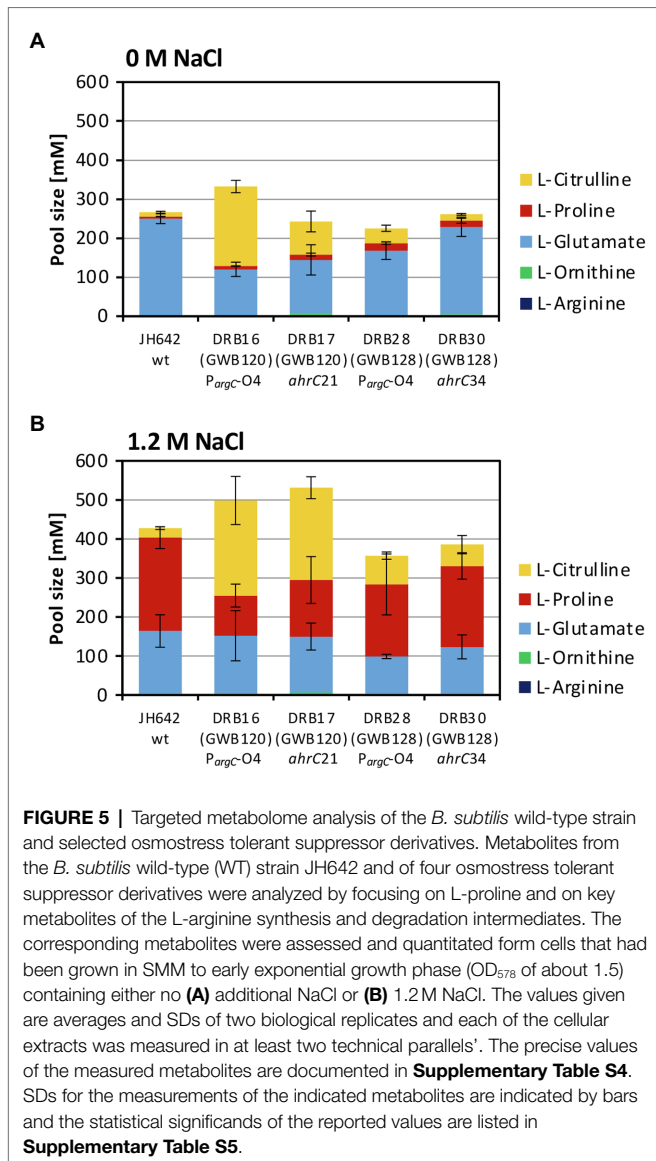 A
0 M NaCl
600
500
400
300
200
100
0
Pool size [mM]
L-Citrulline
L-Proline
L-Glutamate
L-Ornithine
L-Arginine
JH642 DRB16 DRB17 DRB28 DRB30
wt (GWB120) (GWB120) (GWB128) (GWB128)
PargC-O4 ahrC21 PargC-O4 ahrC34
B
1.2 M NaCl
600
500
400
300
200
100
0
Pool size [mM]
L-Citrulline
L-Proline
L-Glutamate
L-Ornithine
L-Arginine
JH642 DRB16 DRB17 DRB28 DRB30
wt (GWB120) (GWB120) (GWB128) (GWB128)
PargC-O4 ahrC21 PargC-O4 ahrC34
FIGURE 5 | Targeted metabolome analysis of the B. subtilis wild-type strain
and selected osmostress tolerant suppressor derivatives. Metabolites from
the B. subtilis wild-type (WT) strain JH642 and of four osmostress tolerant
suppressor derivatives were analyzed by focusing on L-proline and on key
metabolites of the L-arginine synthesis and degradation intermediates. The
corresponding metabolites were assessed and quantitated form cells that had
been grown in SMM to early exponential growth phase (OD578 of about 1.5)
containing either no (A) additional NaCl or (B) 1.2 M NaCl. The values given
are averages and SDs of two biological replicates and each of the cellular
extracts was measured in at least two technical parallels’. The precise values
of the measured metabolites are documented in Supplementary Table S4.
SDs for the measurements of the indicated metabolites are indicated by bars
and the statistical significands of the reported values are listed in
Supplementary Table S5.